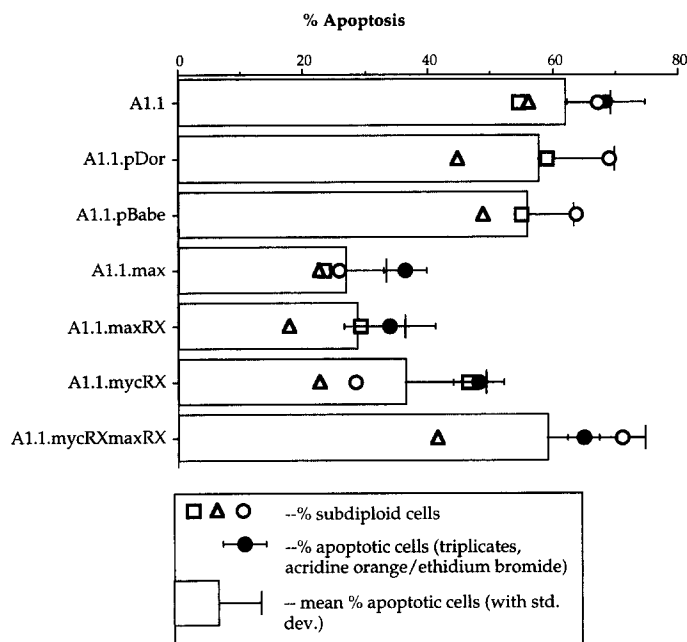 % Apoptosis
0 20 40 60 80
A1.1
A1.1.pDor
A1.1.pBabe
A1.1.max
A1.1.maxRX
A1.1.mycRX
A1.1.mycRXmaxRX
--% subdiploid cells
--% apoptotic cells (triplicates,
acridine orange/ethidium bromide)
-- mean % apoptotic cells (with std.
dev.)